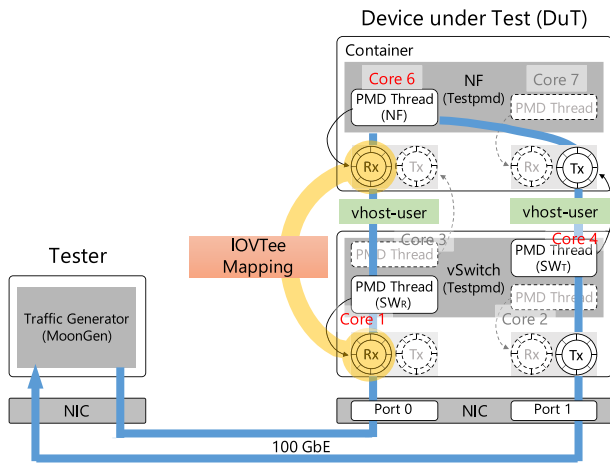 Device under Test (DuT)
Container
Core 6
NF
(Testpmd)
Core 7
PMD Thread
(NF)
PMD Thread
Rx
Tx
Rx
Tx
vhost-user
vhost-user
IOVTee
Mapping
Core 3
Core 4
PMD Thread
vSwitch
(Testpmd)
PMD Thread
(SWT)
PMD Thread
(SWR)
PMD Thread
Core 1
Core 2
Rx
Tx
Rx
Tx
Tester
Traffic Generator
(MoonGen)
NIC
Port 0
NIC
Port 1
100 GbE